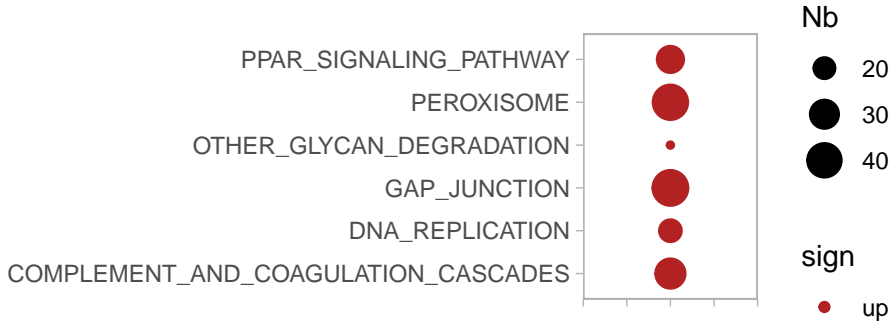 PPAR_SIGNALING_PATHWAY
PEROXISOME
OTHER_GLYCAN_DEGRADATION
GAP_JUNCTION
DNA_REPLICATION
COMPLEMENT_AND_COAGULATION_CASCADES
Nb
20
30
40
sign
up